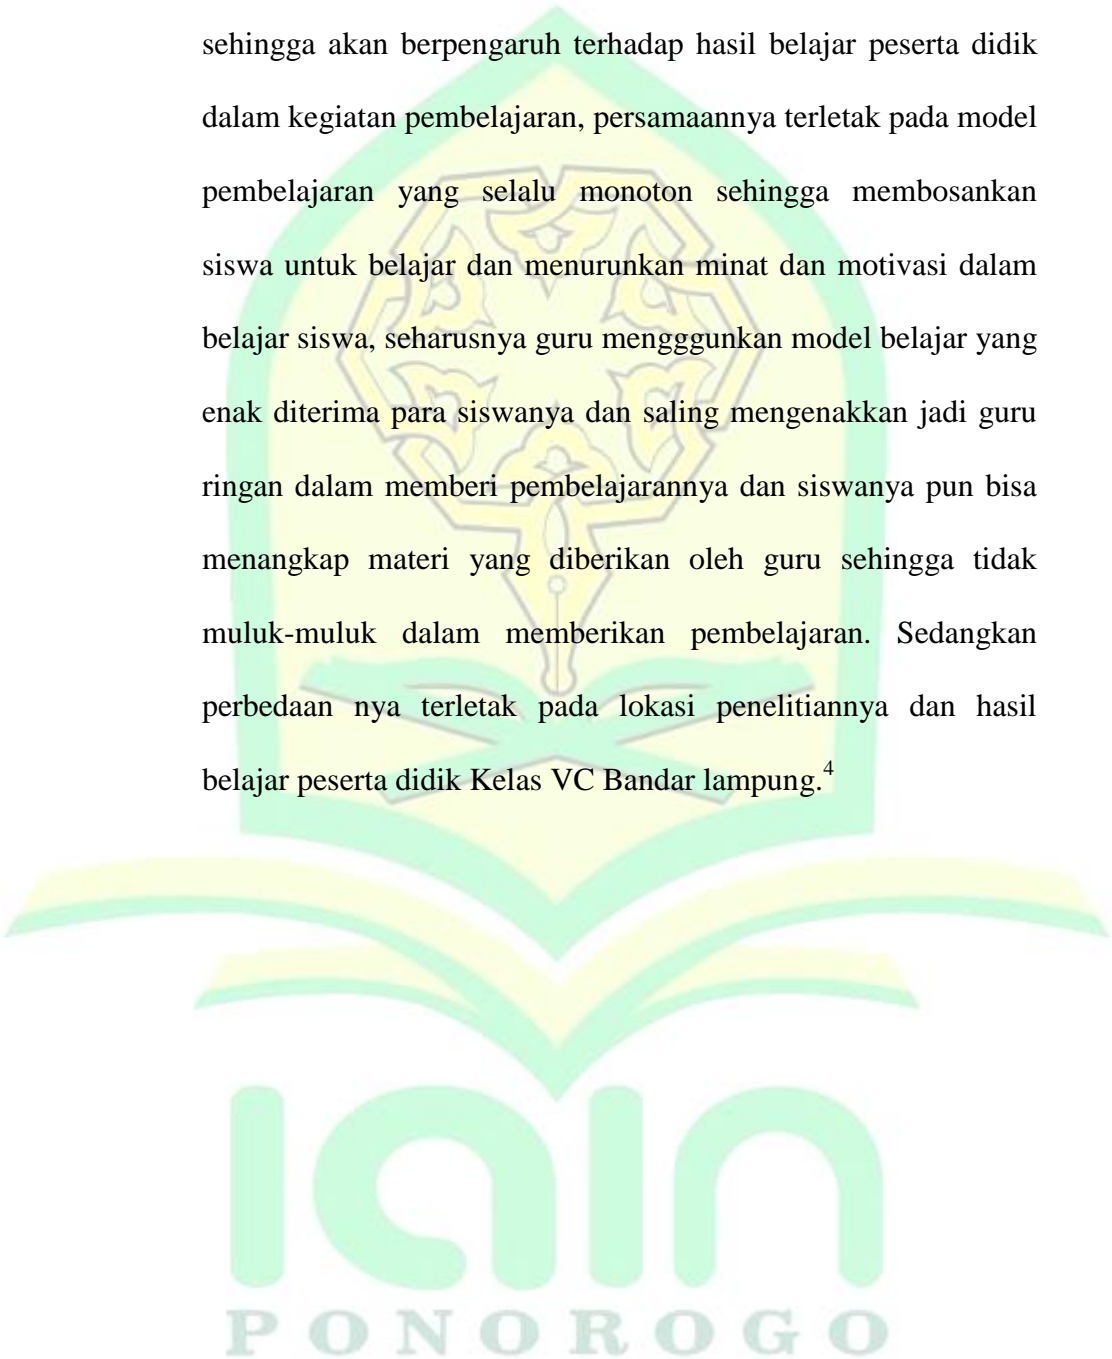 sehingga akan berpengaruh terhadap hasil belajar peserta didik
dalam kegiatan pembelajaran, persamaannya terletak pada model
pembelajaran yang selalu monoton sehingga membosankan
siswa untuk belajar dan menurunkan minat dan motivasi dalam
belajar siswa, seharusnya guru mengggunkan model belajar yang
enak diterima para siswanya dan saling mengenakkan jadi guru
ringan dalam memberi pembelajarannya dan siswanya pun bisa
menangkap materi yang diberikan oleh guru sehingga tidak
muluk-muluk dalam memberikan pembelajaran. Sedangkan
perbedaan nya terletak pada lokasi penelitiannya dan hasil
belajar peserta didik Kelas VC Bandar lampung.4
IAIN
PONOROGO